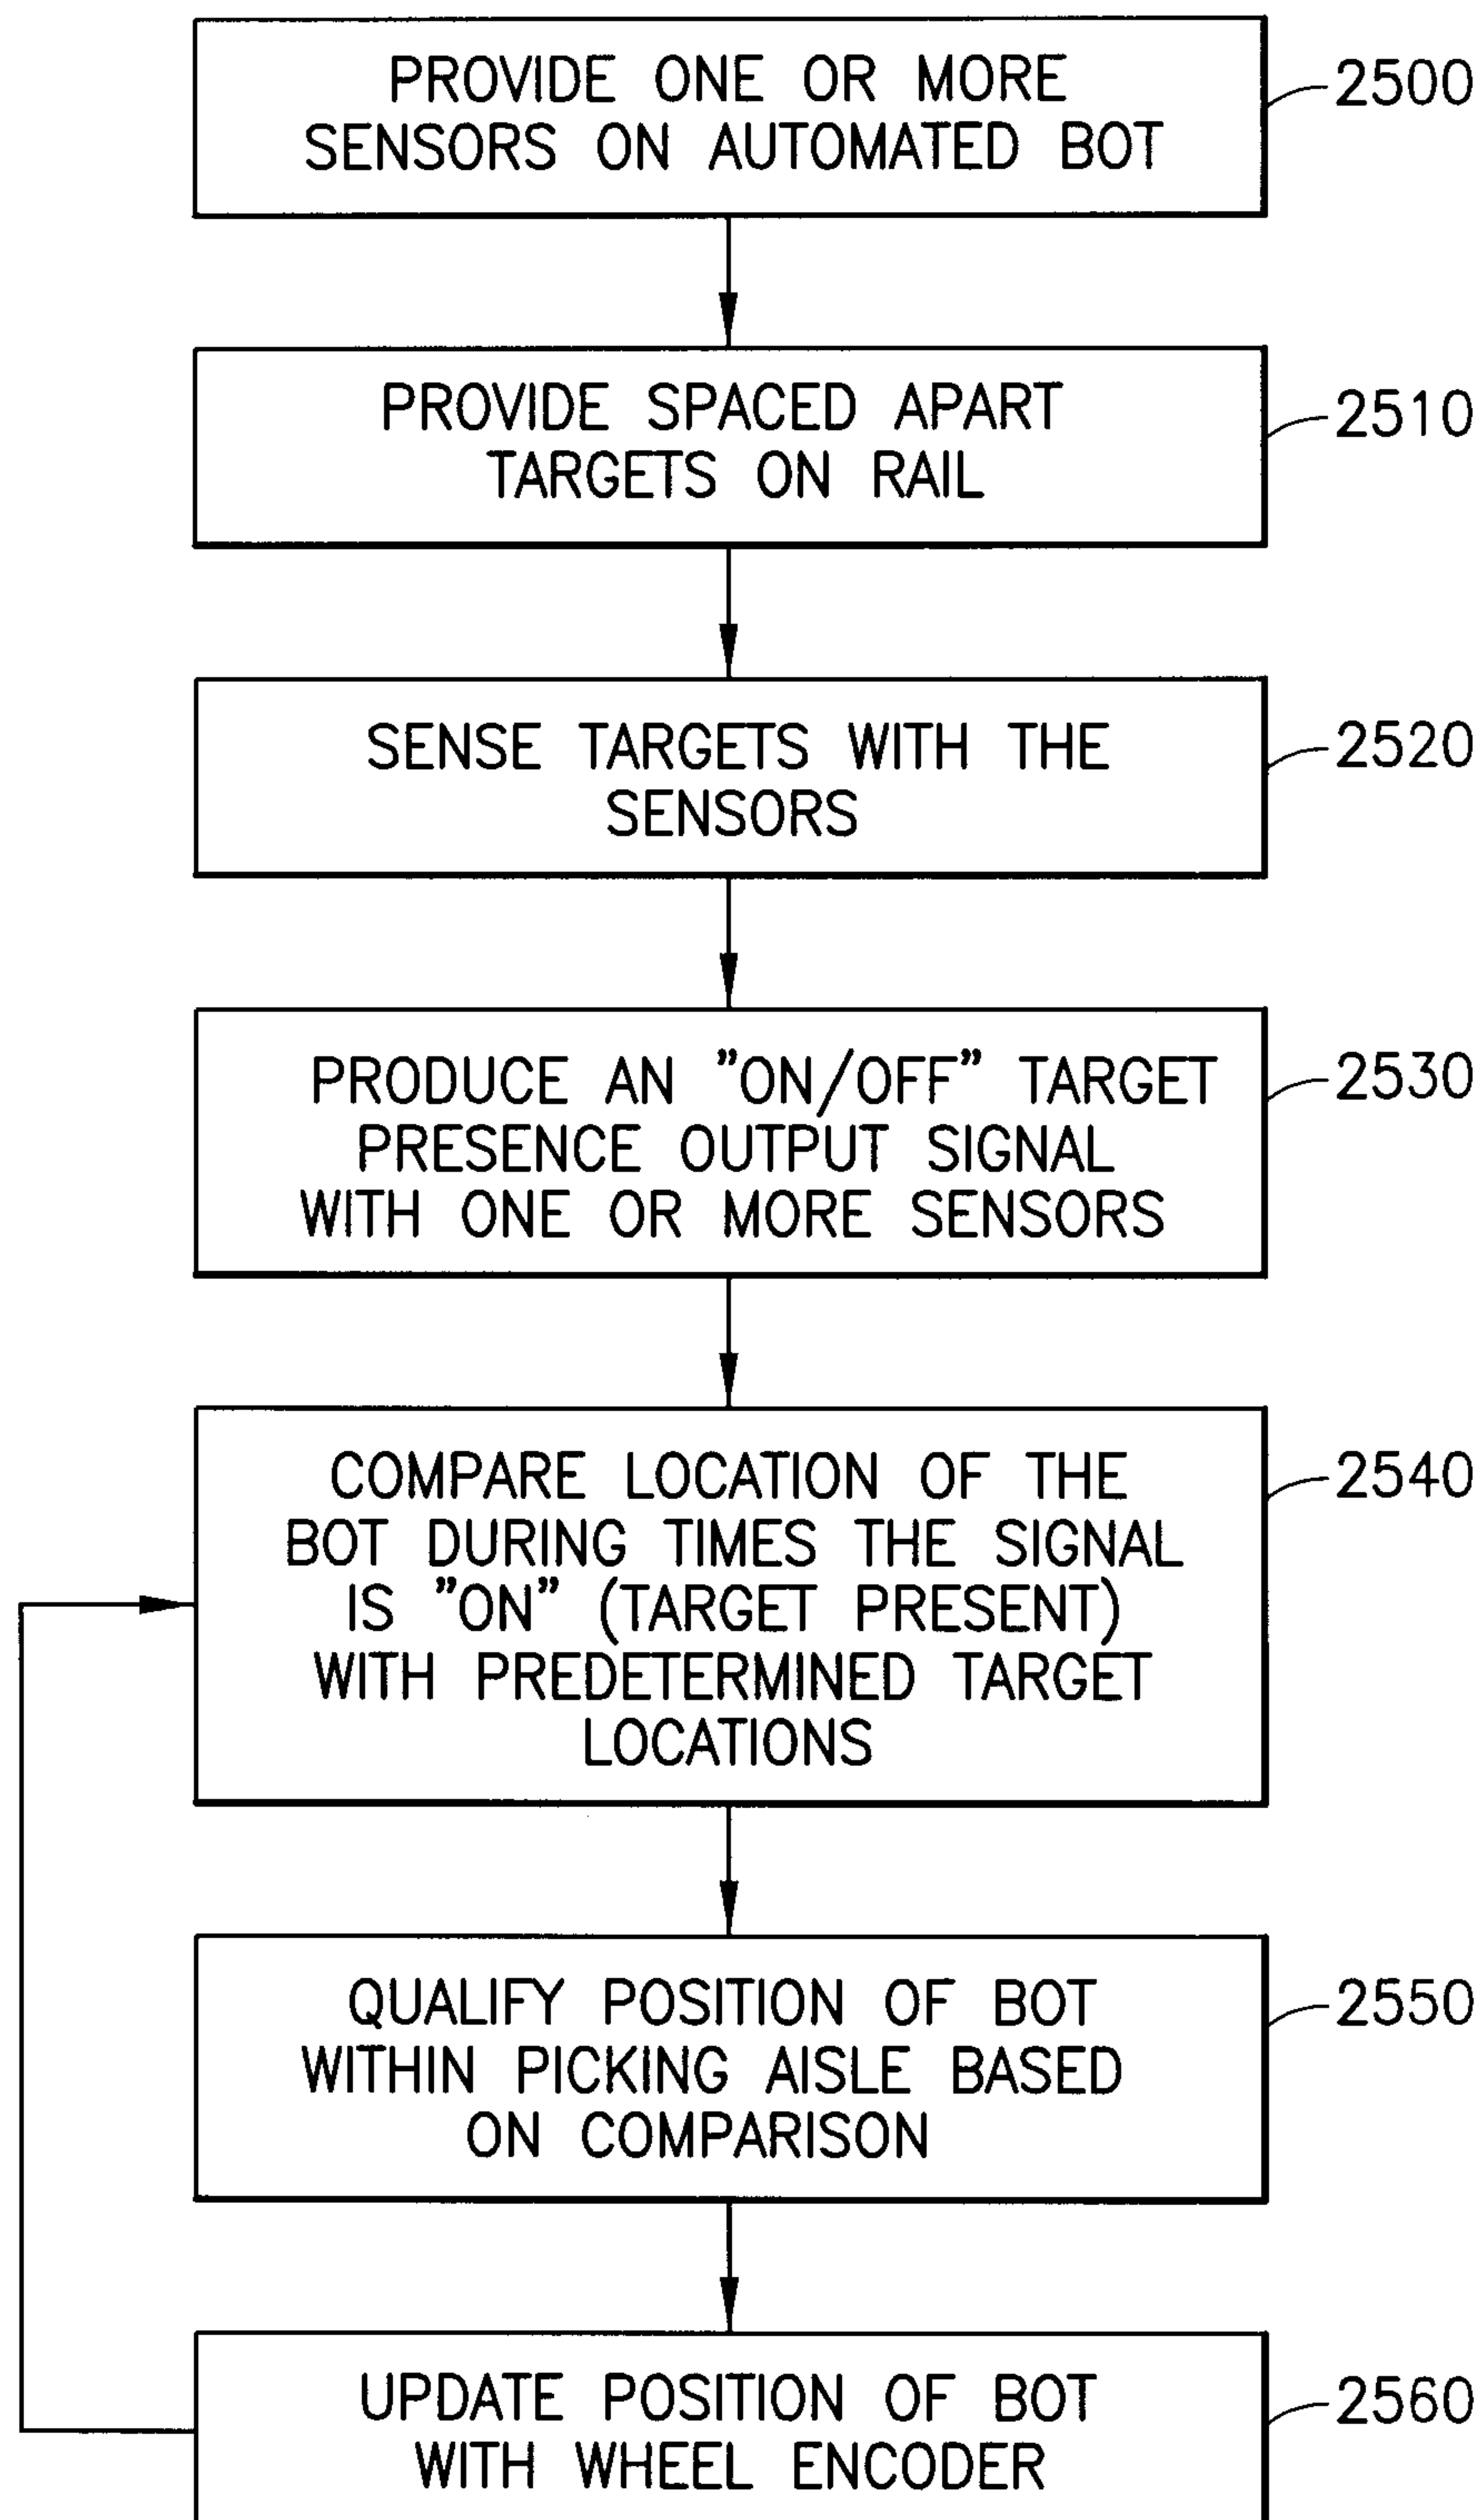 PROVIDE ONE OR MORE
SENSORS ON AUTOMATED BOT
2500
PROVIDE SPACED APART
TARGETS ON RAIL
2510
SENSE TARGETS WITH THE
SENSORS
2520
PRODUCE AN ”ON/OFF” TARGET
PRESENCE OUTPUT SIGNAL
WITH ONE OR MORE SENSORS
2530
COMPARE LOCATION OF THE
BOT DURING TIMES THE SIGNAL
IS ”ON” (TARGET PRESENT)
WITH PREDETERMINED TARGET
LOCATIONS
2540
QUALIFY POSITION OF BOT
WITHIN PICKING AISLE BASED
ON COMPARISON
2550
UPDATE POSITION OF BOT
WITH WHEEL ENCODER
2560